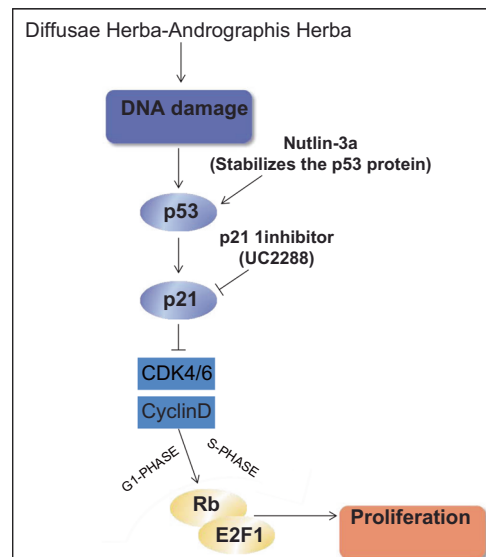 Diffusae Herba-Andrographis Herba
DNA damage
Nutlin-3a
(Stabilizes the p53 protein)
p53
p21 1inhibitor
(UC2288)
p21
CDK4/6
CyclinD
G1-PHASE
S-PHASE
Rb
E2F1
Proliferation